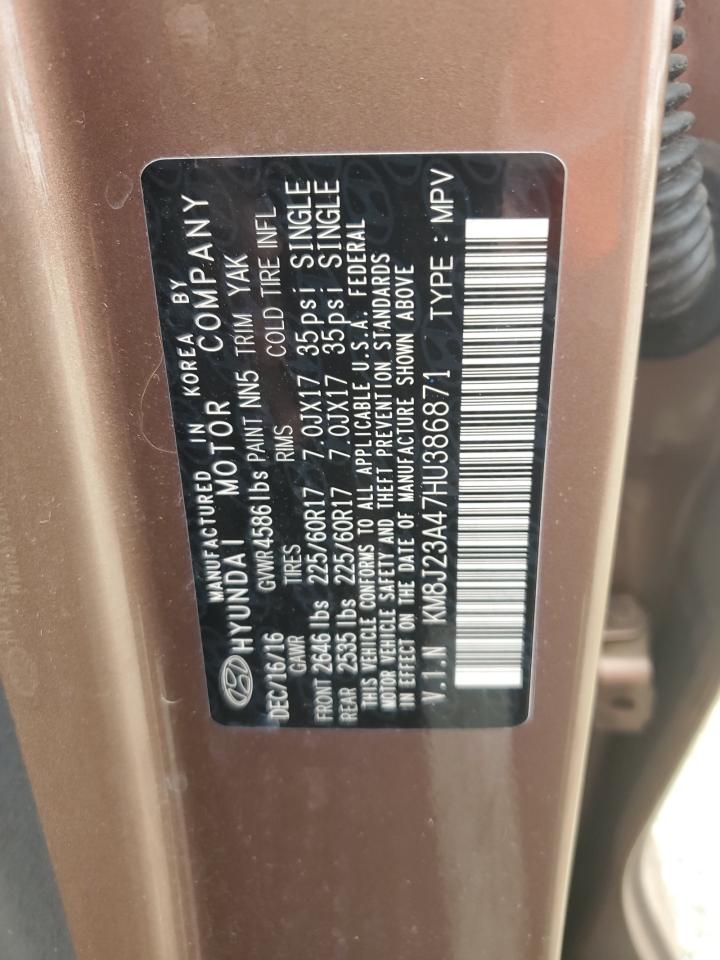 MANUFACTURED IN KOREA BY
HYUNDAI MOTOR COMPANY
DEC/16/16 GVWR 4586 lbs PAINT NN5 TRIM YAK
GAWR TIRES RIMS COLD TIRE INFL
FRONT 2646 lbs 225/60R17 7.0JX17 35psi SINGLE
REAR 2535 lbs 225/60R17 7.0JX17 35psi SINGLE
THIS VEHICLE CONFORMS TO ALL APPLICABLE U.S.A. FEDERAL
MOTOR VEHICLE SAFETY AND THEFT PREVENTION STANDARDS
IN EFFECT ON THE DATE OF MANUFACTURE SHOWN ABOVE
V.I.N KM8J23A47HU386871 TYPE : MPV